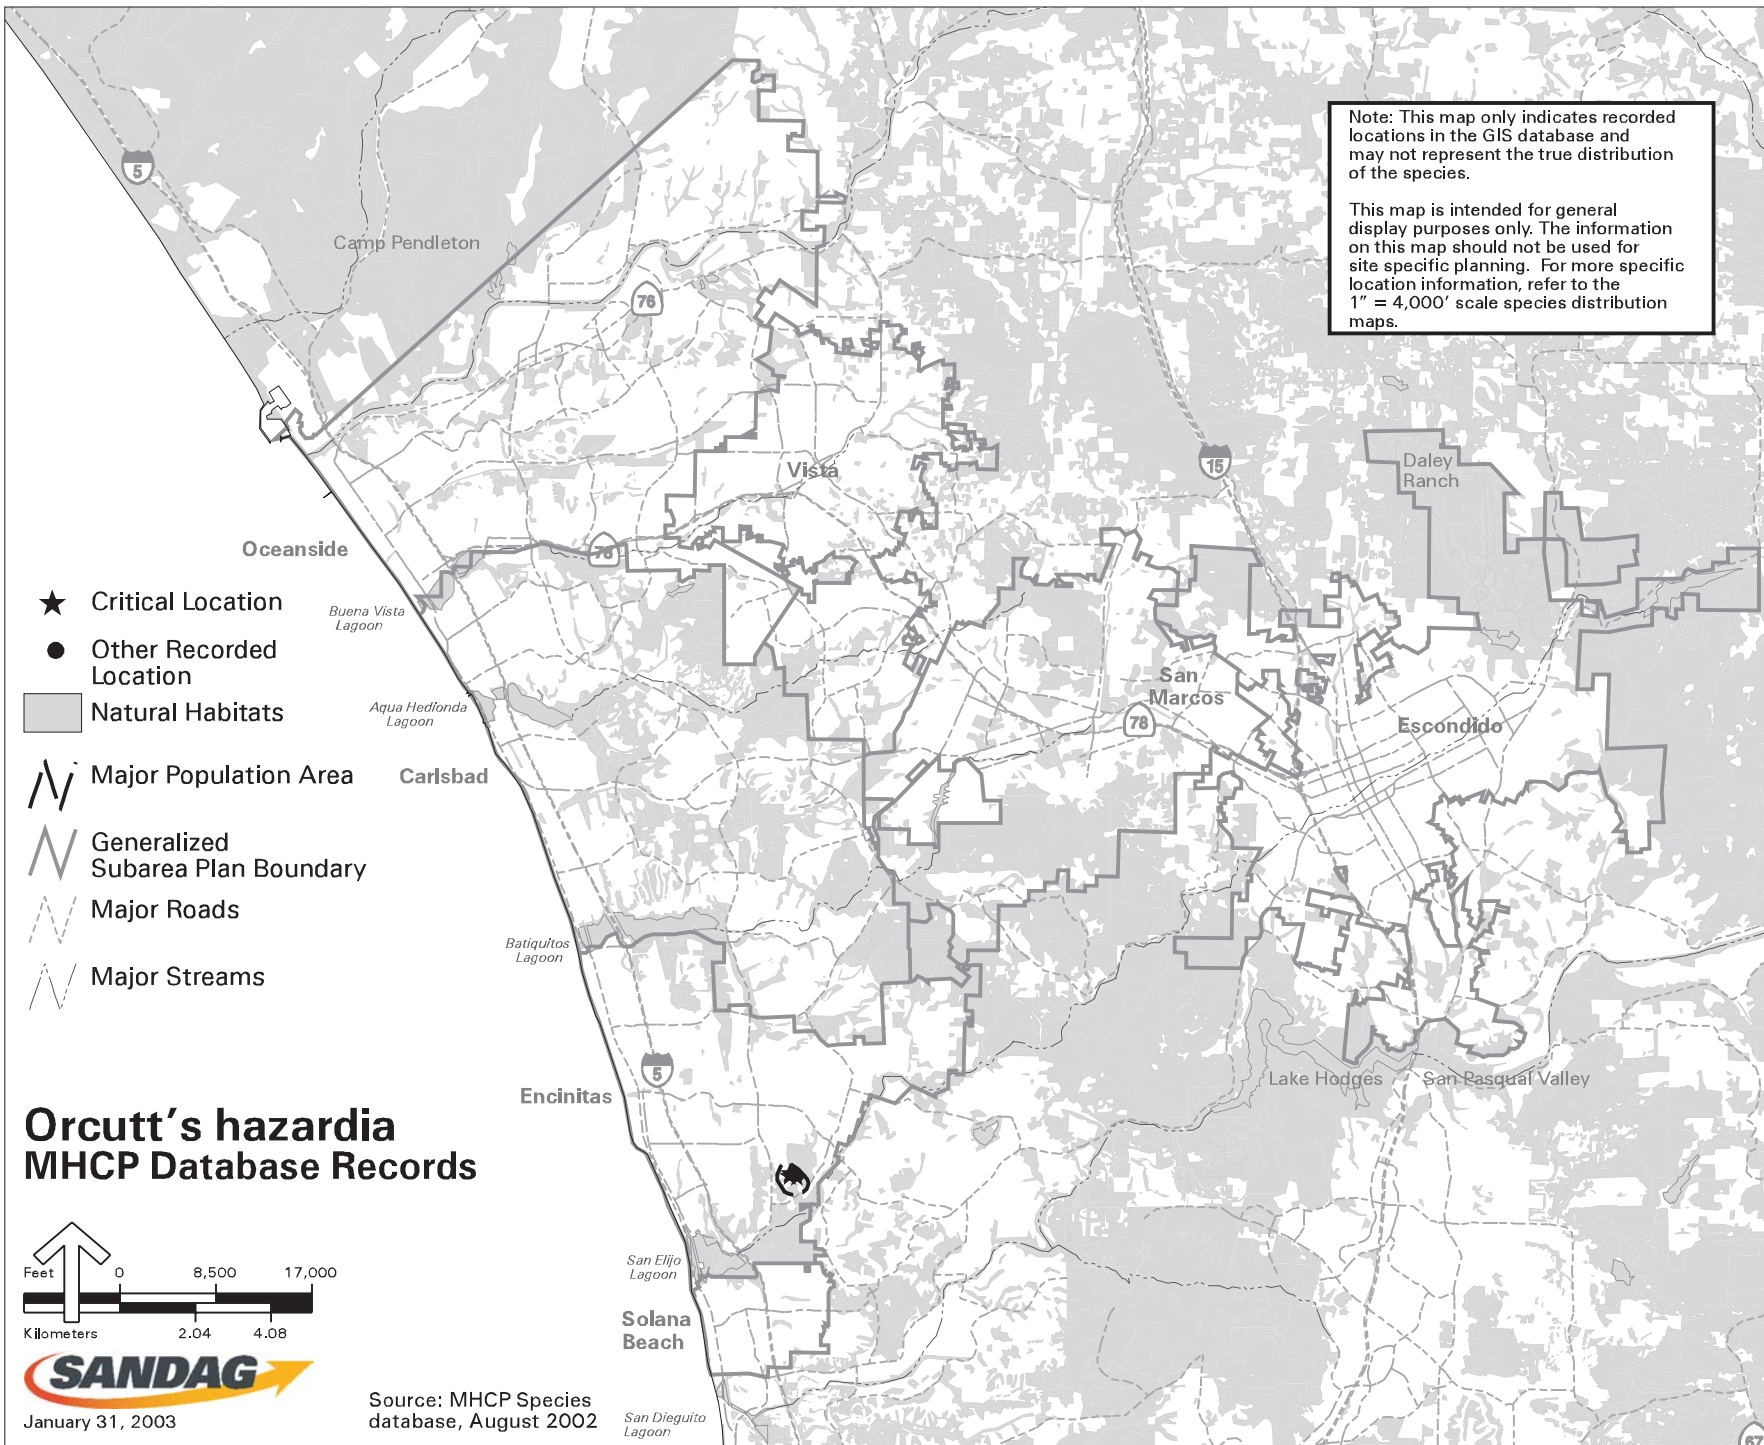 Note: This map only indicates recorded
locations in the GIS database and
may not represent the true distribution
of the species.
This map is intended for general
display purposes only. The information
on this map should not be used for
site specific planning. For more specific
location information, refer to the
1” = 4,000’ scale species distribution
maps.
5
Camp Pendleton
76
Daley
Ranch
15
Vista
Oceanside
78
Buena Vista
Lagoon
San
Marcos
78
Escondido
Aqua Hedionda
Lagoon
Carlsbad
Batiquitos
Lagoon
5
Encinitas
Lake Hodges
San Pasqual Valley
San Elijo
Lagoon
Solana
Beach
San Dieguito
Lagoon
67
Critical Location
Other Recorded
Location
Natural Habitats
Major Population Area
Generalized
Subarea Plan Boundary
Major Roads
Major Streams
Orcutt’s hazardia
MHCP Database Records
Feet 0 8,500 17,000
Kilometers 2.04 4.08
SANDAG
January 31, 2003
Source: MHCP Species
database, August 2002